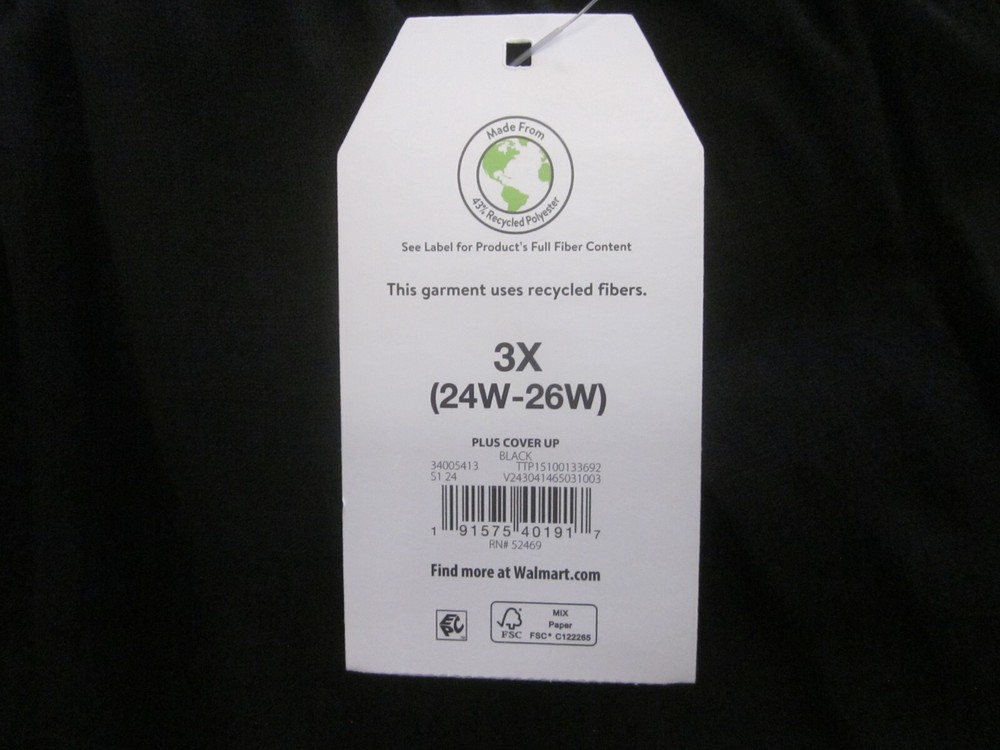 Made From
43% Recycled Polyester
See Label for Product's Full Fiber Content
This garment uses recycled fibers.
3X
(24W-26W)
PLUS COVER UP
BLACK
34005413 TTP15100133692
S1 24 V243041465031003
1 91575 40191 7
RN# 52469
Find more at Walmart.com
EPC
FSC
MIX
Paper
FSC® C122265